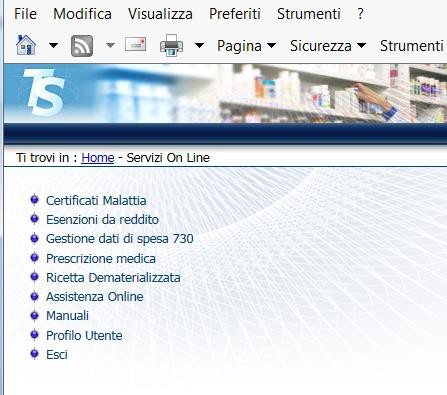 File Modifica Visualizza Preferiti Strumenti ?
Pagina Sicurezza Strumenti
TS
Ti trovi in : Home - Servizi On Line
Certificati Malattia
Esenzioni da reddito
Gestione dati di spesa 730
Prescrizione medica
Ricetta Dematerializzata
Assistenza Online
Manuali
Profilo Utente
Esci